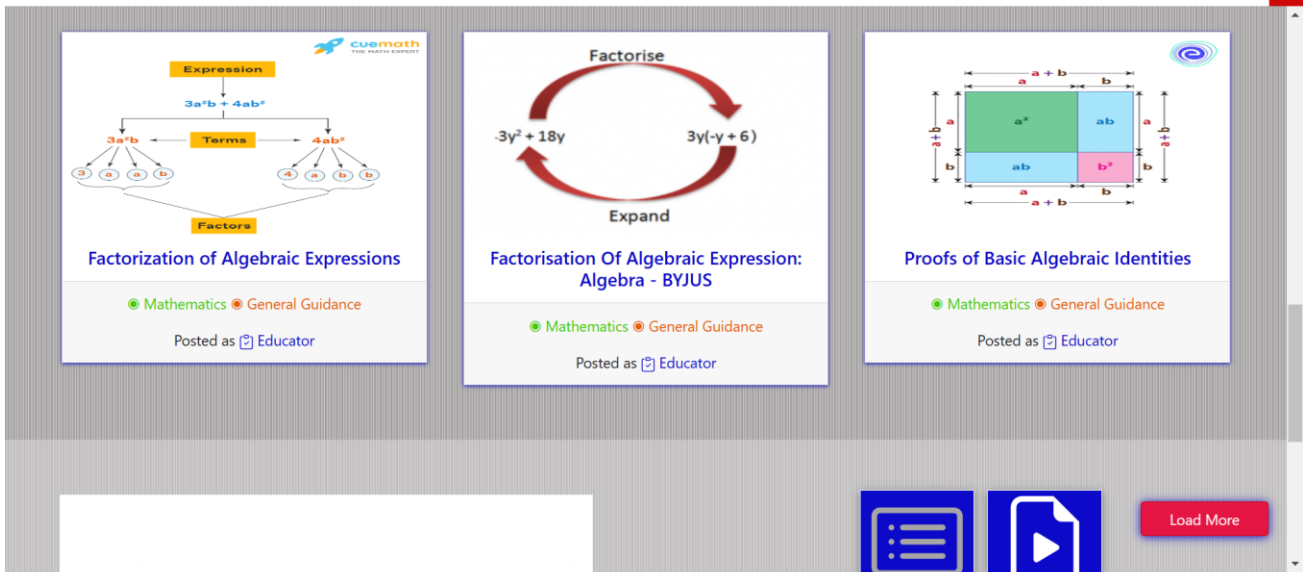 cuemath
THE MATH EXPERT
Expression
3a²b + 4ab²
3a²b
Terms
4ab²
3 a a b
4 a b b
Factors
Factorization of Algebraic Expressions
Mathematics General Guidance
Posted as Educator
Factorise
-3y² + 18y
3y(-y + 6)
Expand
Factorisation Of Algebraic Expression:
Algebra - BYJUS
Mathematics General Guidance
Posted as Educator
a + b
a b
a + b a a² ab a a + b
b ab b² b
a b
a + b
Proofs of Basic Algebraic Identities
Mathematics General Guidance
Posted as Educator
Load More